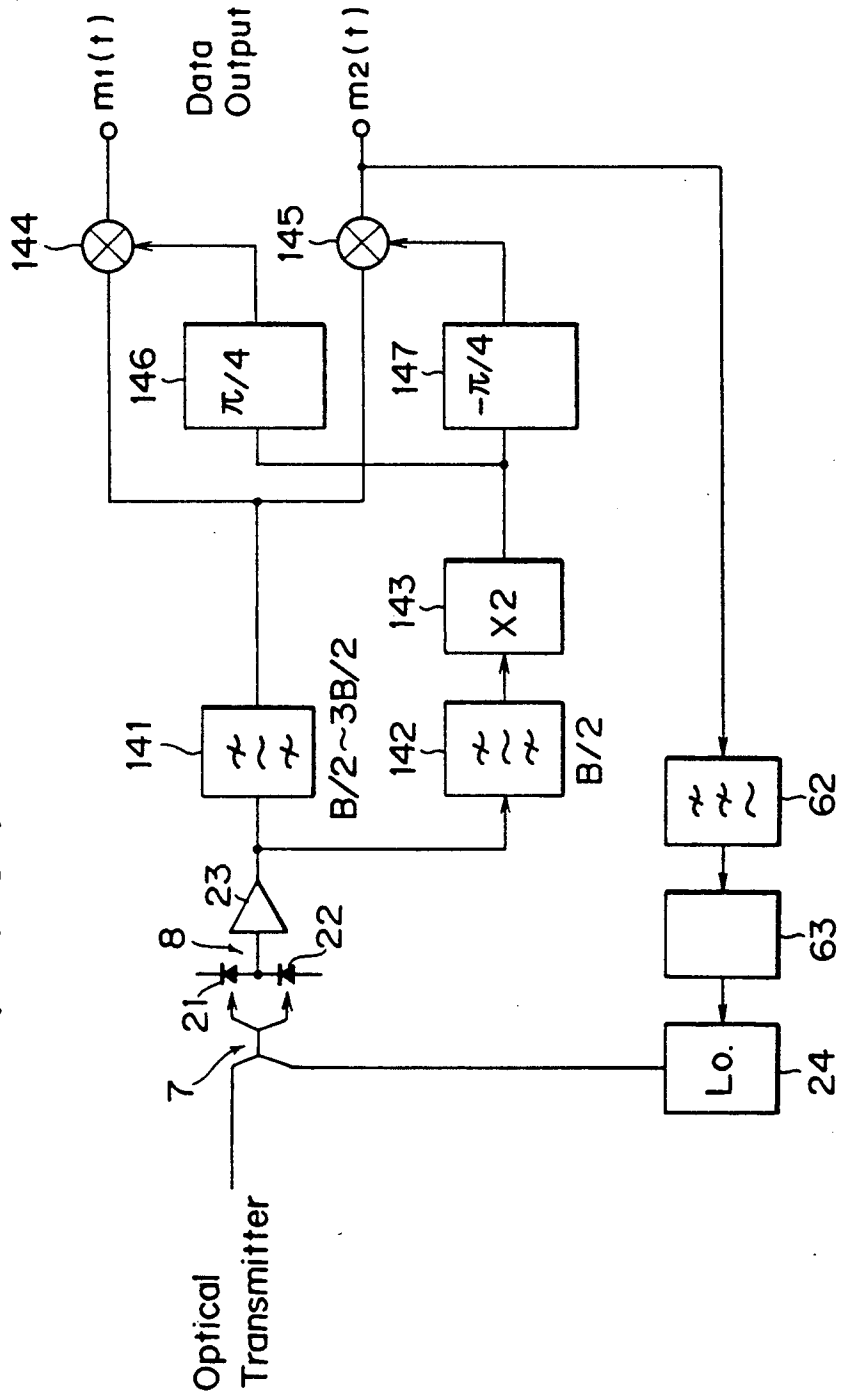 Optical
Transmitter
7
21
8
22
23
141
B/2~3B/2
142
B/2
143
X2
146
π/4
147
-π/4
144
145
m1(t)
Data
Output
m2(t)
Lo.
24
63
62